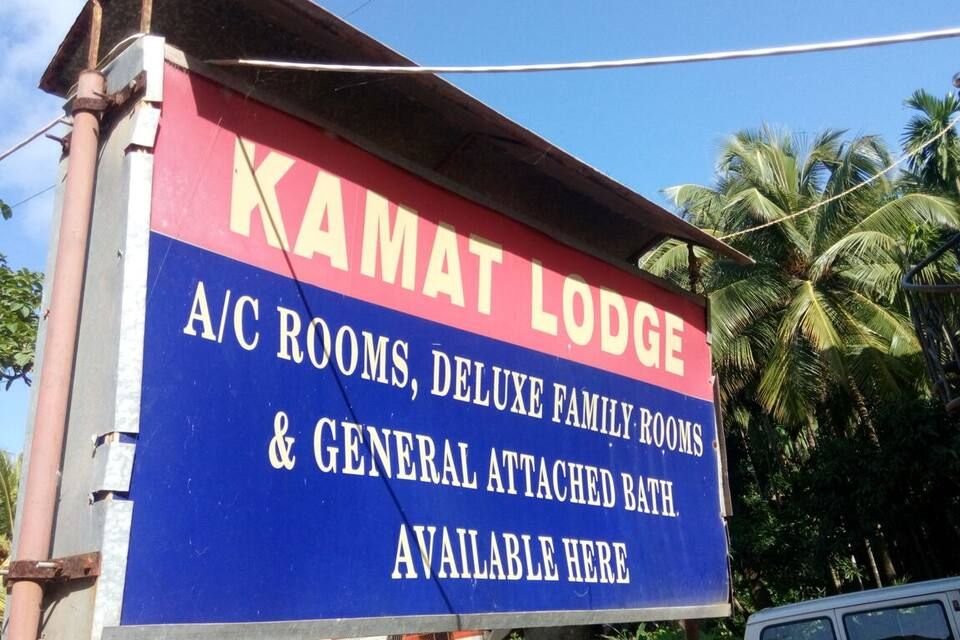 KAMAT LODGE
A/C ROOMS, DELUXE FAMILY ROOMS
& GENERAL ATTACHED BATH
AVAILABLE HERE